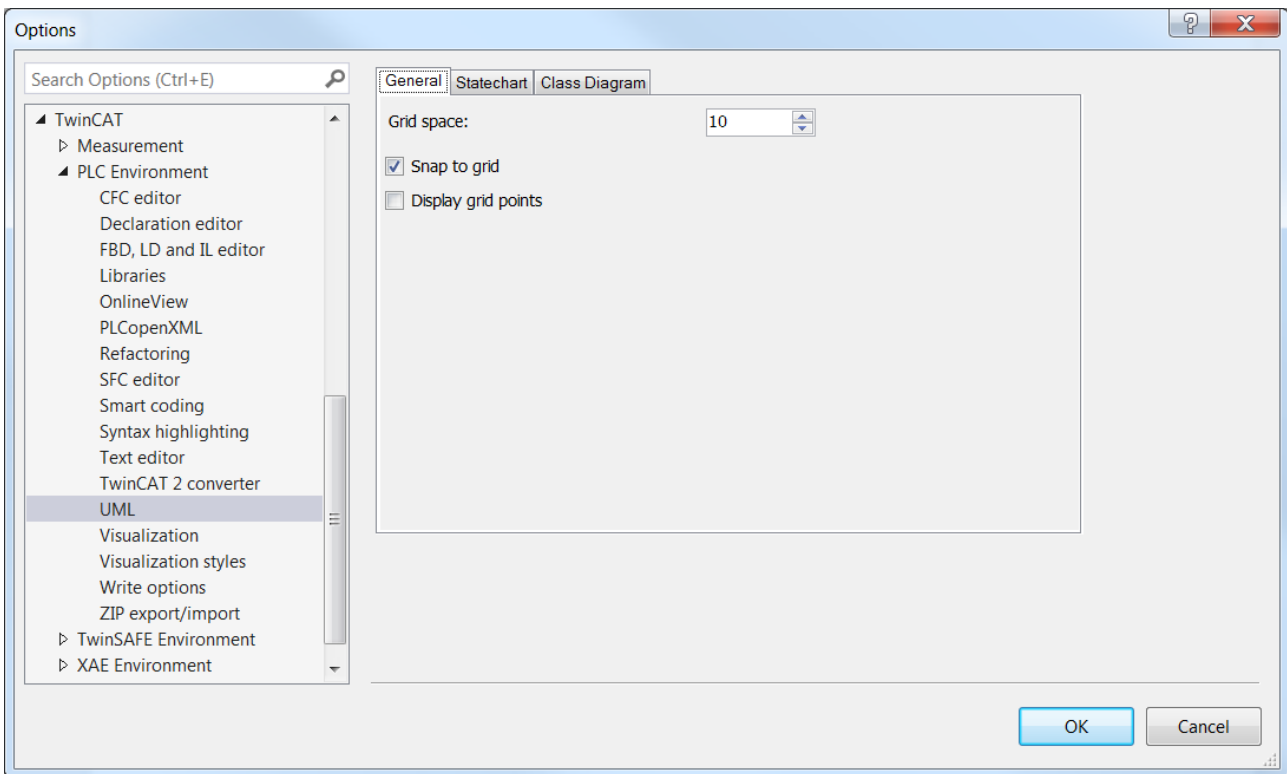 Options
Search Options (Ctrl+E)
TwinCAT
Measurement
PLC Environment
CFC editor
Declaration editor
FBD, LD and IL editor
Libraries
OnlineView
PLCopenXML
Refactoring
SFC editor
Smart coding
Syntax highlighting
Text editor
TwinCAT 2 converter
UML
Visualization
Visualization styles
Write options
ZIP export/import
TwinSAFE Environment
XAE Environment
General Statechart Class Diagram
Grid space: 10
Snap to grid
Display grid points
OK Cancel